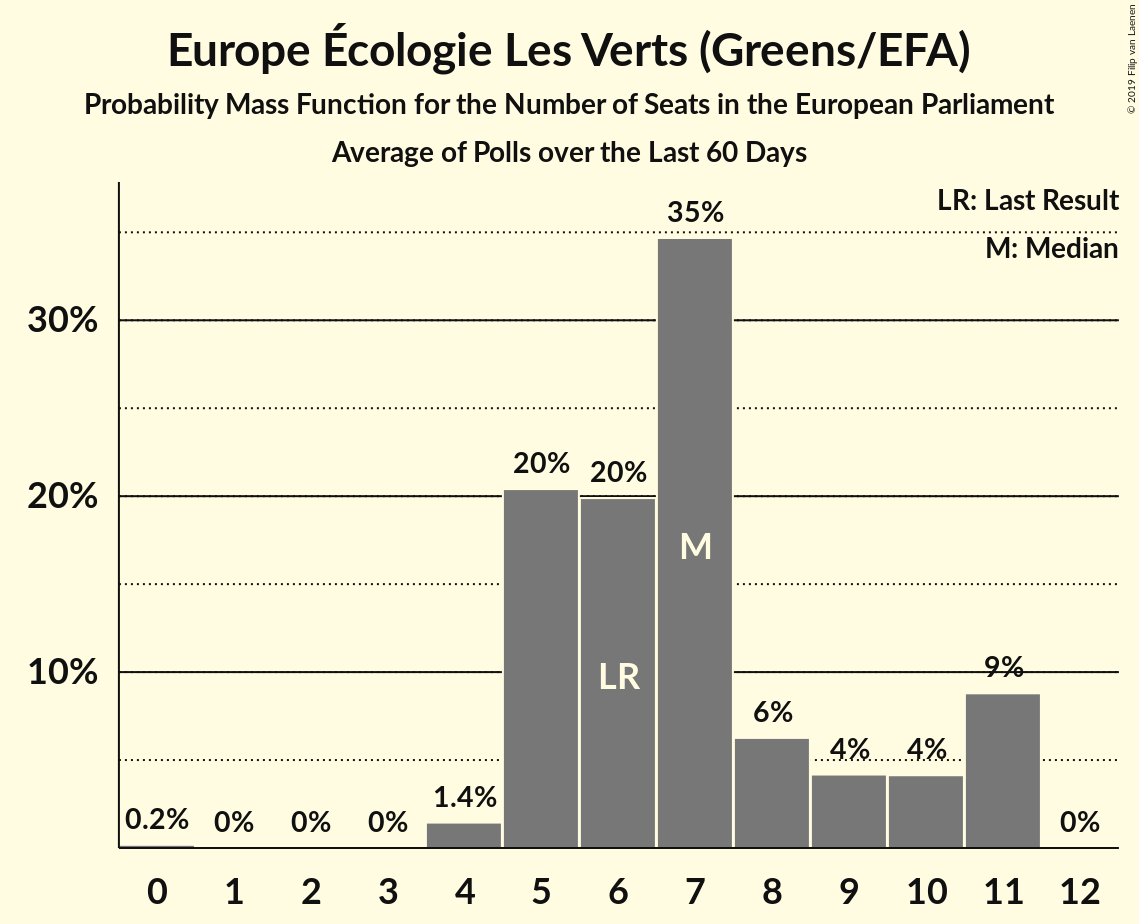 Europe Écologie Les Verts (Greens/EFA)
Probability Mass Function for the Number of Seats in the European Parliament
Average of Polls over the Last 60 Days
© 2019 Filip van Laenen
LR: Last Result
M: Median
35%
30%
20%
20%
20%
M
LR
10%
9%
6%
4%
4%
1.4%
0.2%
0%
0%
0%
0%
0 1 2 3 4 5 6 7 8 9 10 11 12